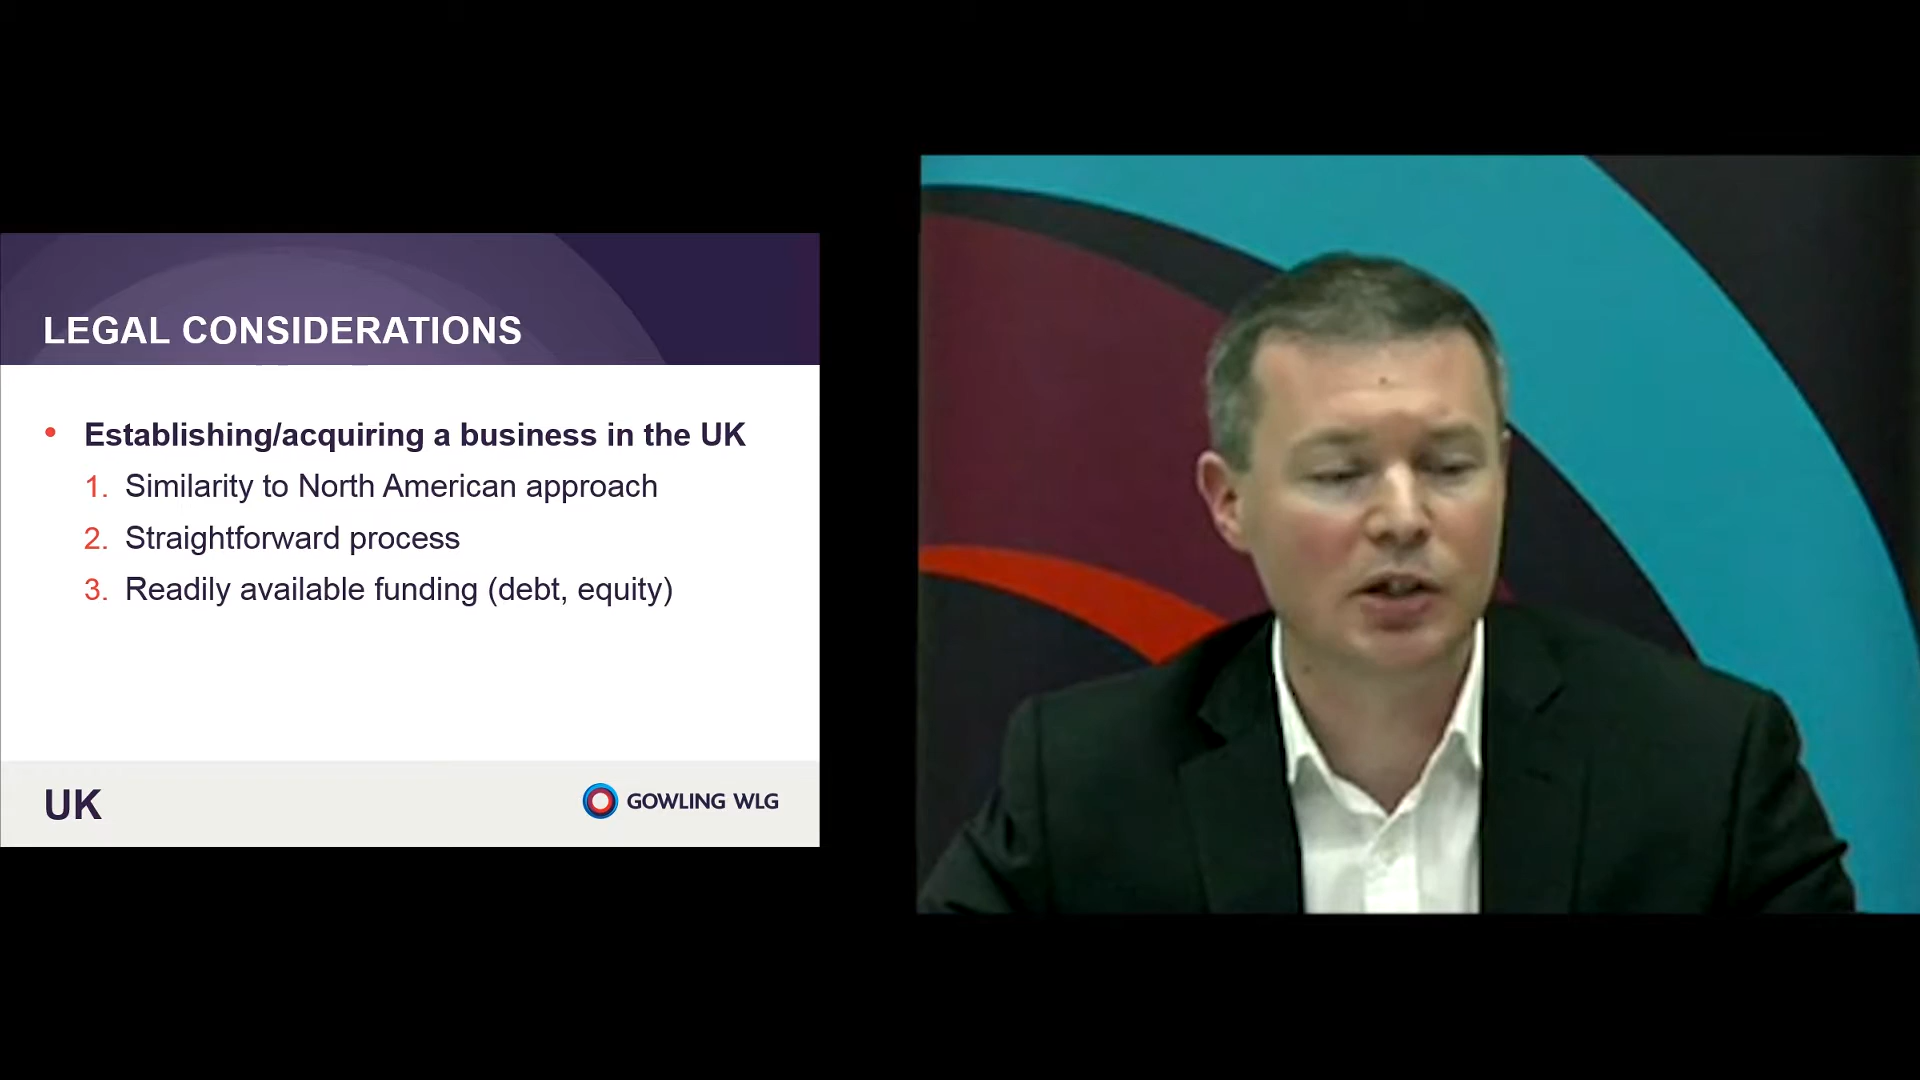 LEGAL CONSIDERATIONS
• Establishing/acquiring a business in the UK
1. Similarity to North American approach
2. Straightforward process
3. Readily available funding (debt, equity)
UK
GOWLING WLG